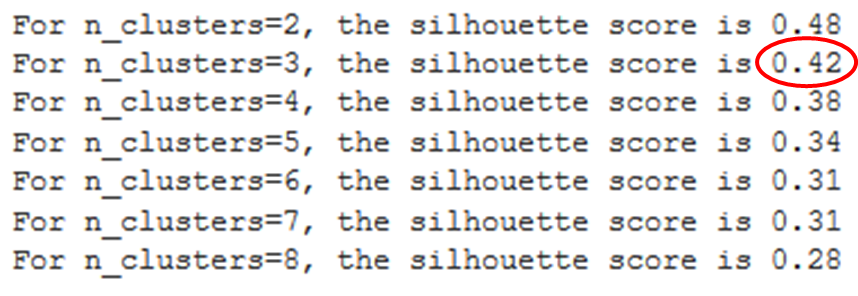 For n_clusters=2, the silhouette score is 0.48
For n_clusters=3, the silhouette score is 0.42
For n_clusters=4, the silhouette score is 0.38
For n_clusters=5, the silhouette score is 0.34
For n_clusters=6, the silhouette score is 0.31
For n_clusters=7, the silhouette score is 0.31
For n_clusters=8, the silhouette score is 0.28